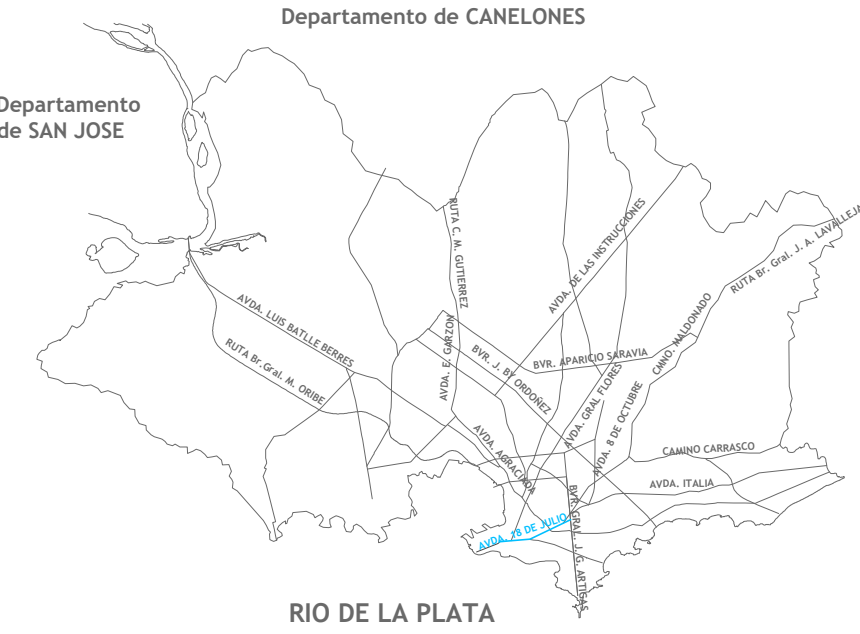 Departamento de CANELONES
Departamento
de SAN JOSE
RUTA C. M. GUTIERREZ
AVDA. DE LAS INSTRUCCIONES
RUTA Br. Gral. J. A. LAVALLEJA
AVDA. LUIS BATLLE BERRES
RUTA Br.Gral. M. ORIBE
AVDA. E. GARZON
BVR. J. BY ORDOÑEZ
BVR. APARICIO SARAVIA
CMNO. MALDONADO
AVDA. GRAL FLORES
AVDA. 8 DE OCTUBRE
AVDA. AGRACIADA
CAMINO CARRASCO
AVDA. ITALIA
BVR. GRAL. J. G. ARTIGAS
AVDA. 18 DE JULIO
RIO DE LA PLATA